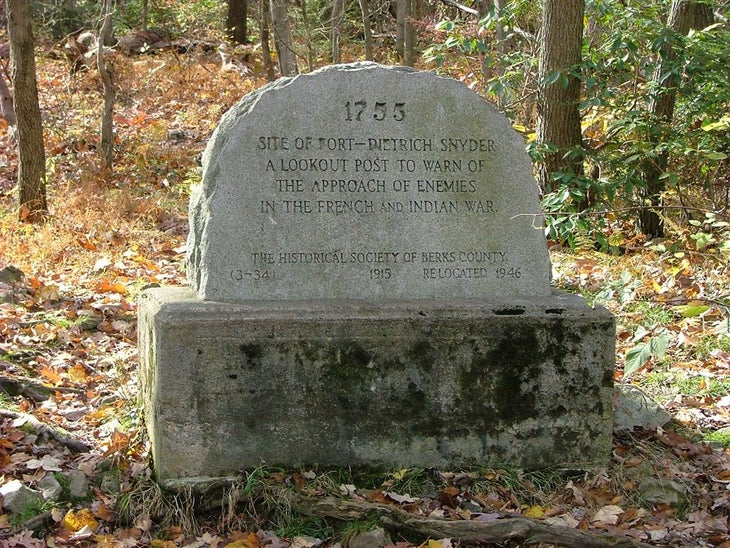 1755
SITE OF FORT-DIETRICH SNYDER
A LOOKOUT POST TO WARN OF
THE APPROACH OF ENEMIES
IN THE FRENCH AND INDIAN WAR.
THE HISTORICAL SOCIETY OF BERKS COUNTY.
(3-34) 1915 RELOCATED 1946